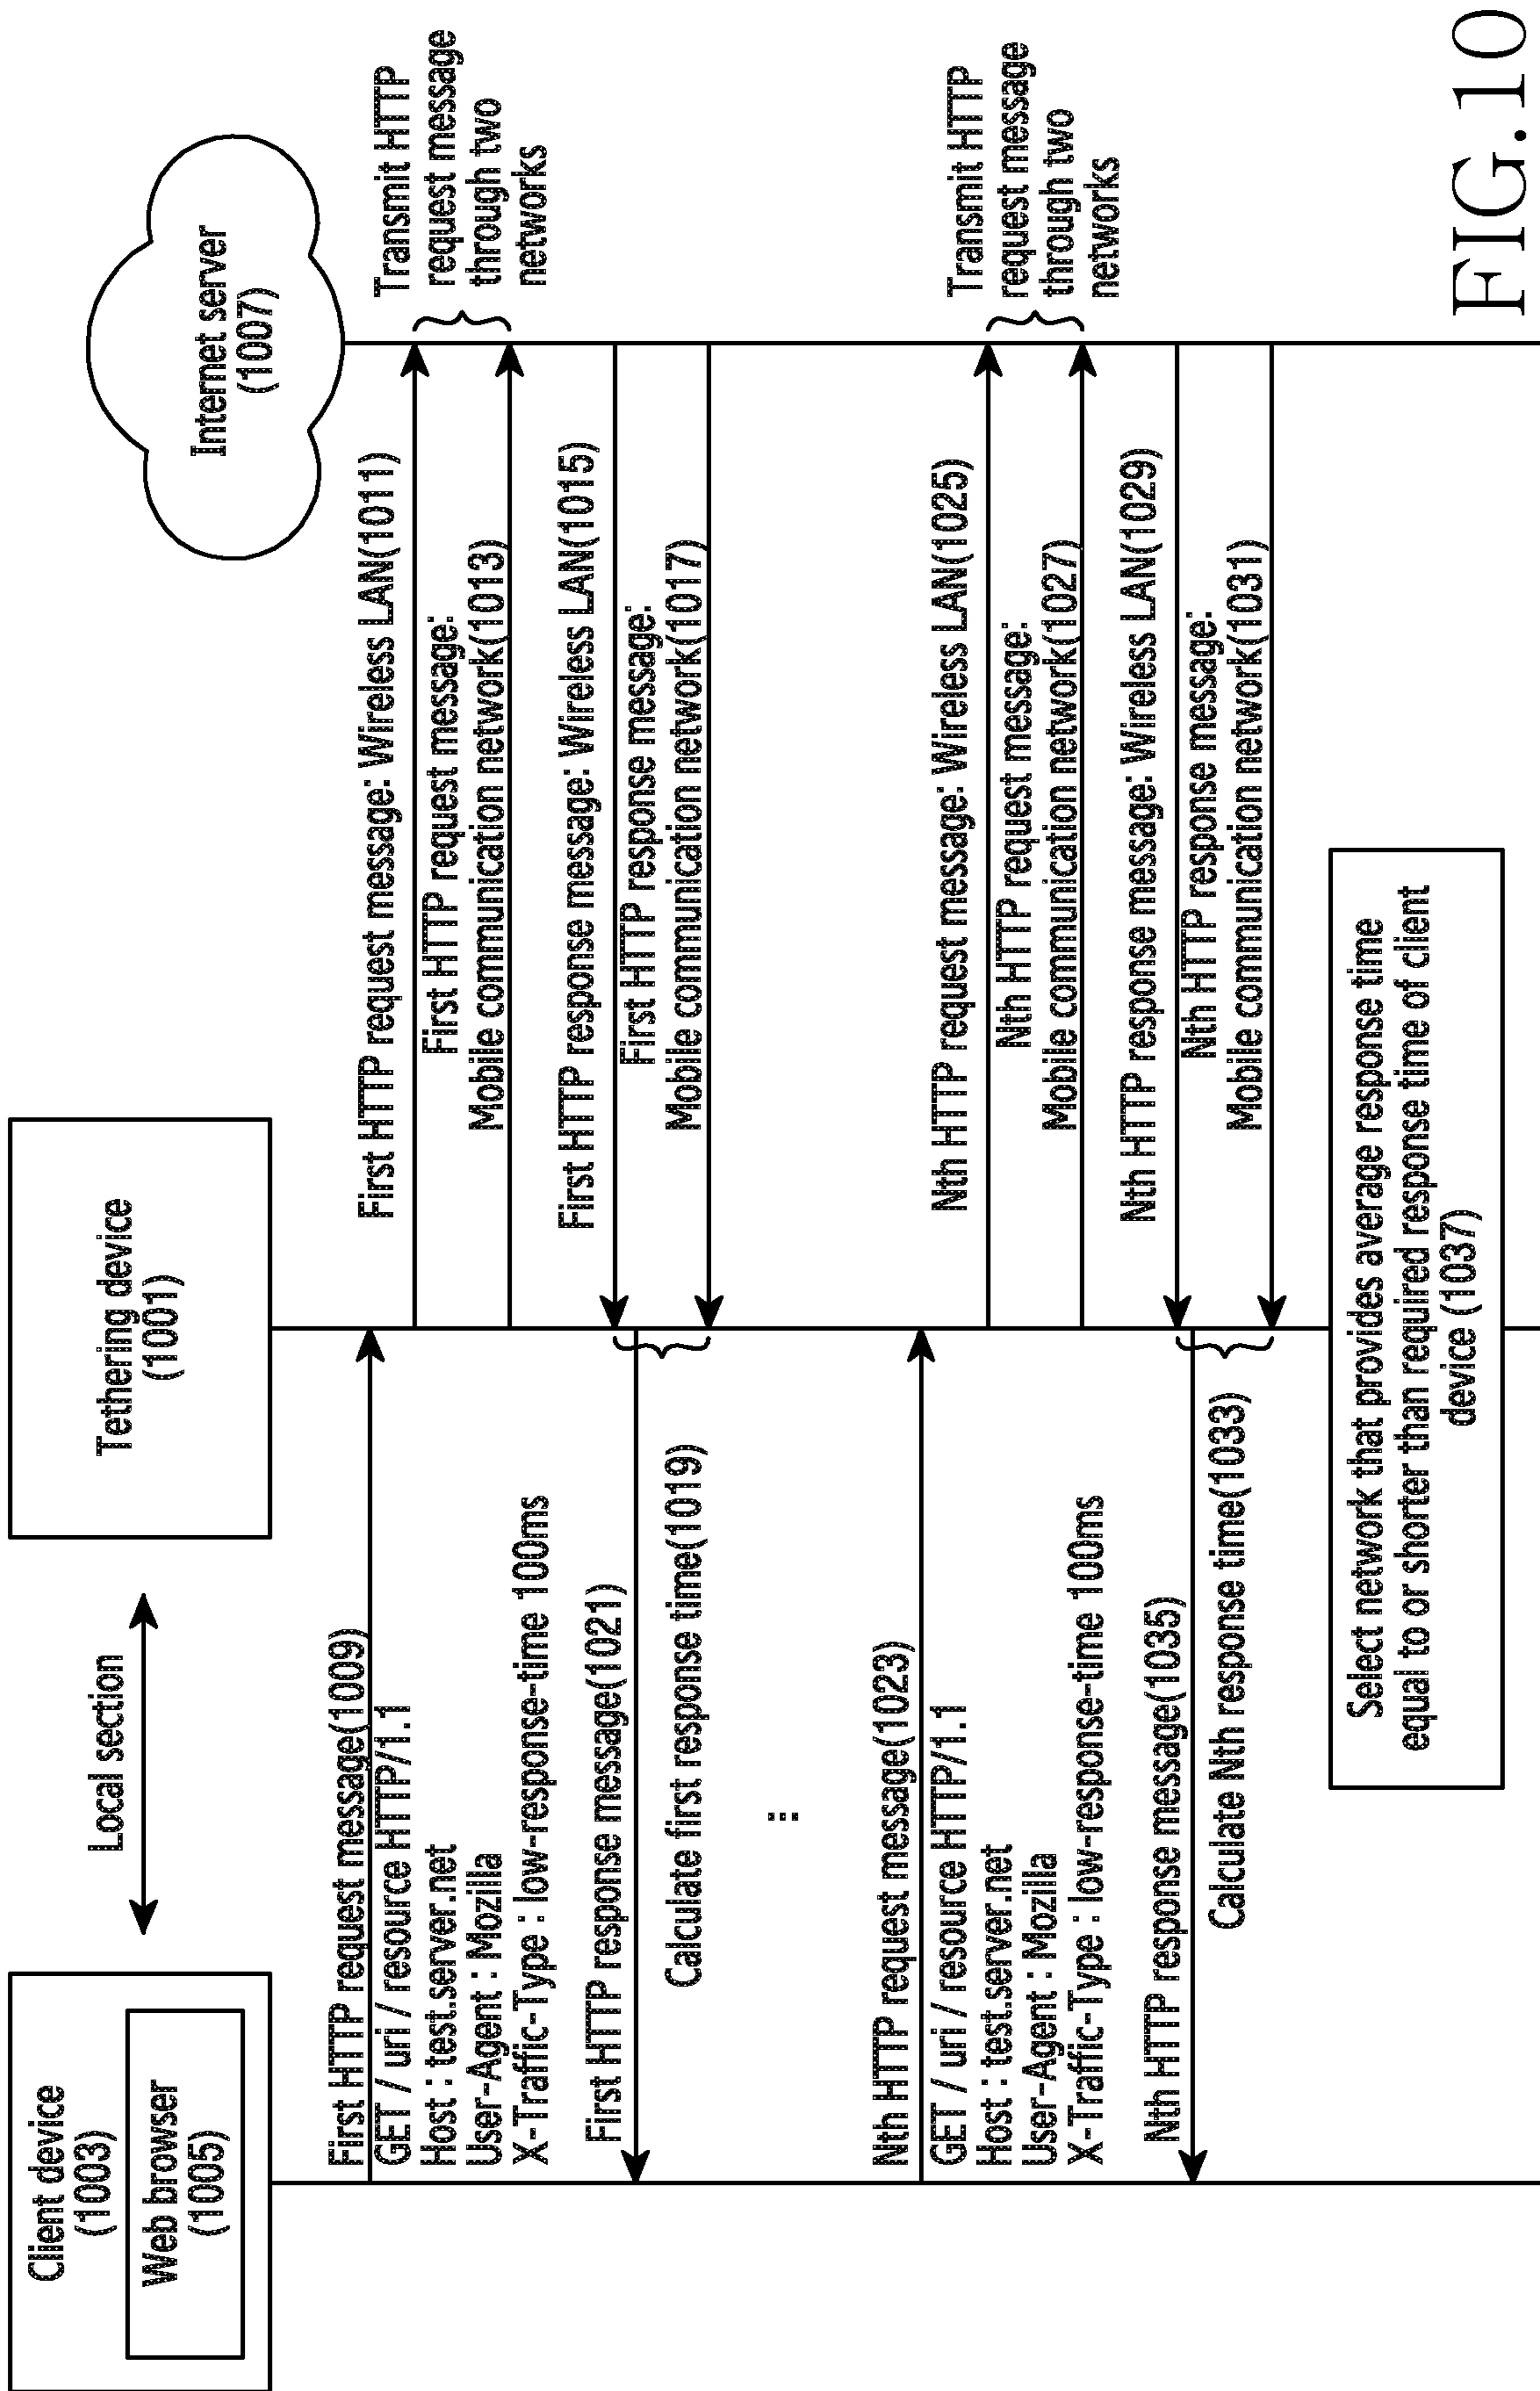 Client device
(1003)
Web browser
(1005)
Local section
Tethering device
(1001)
Internet server
(1007)
First HTTP request message(1009)
GET / uri / resource HTTP/1.1
Host : test.server.net
User-Agent : Mozilla
X-Traffic-Type : low-response-time 100ms
First HTTP request message: Wireless LAN(1011)
First HTTP request message:
Mobile communication network(1013)
Transmit HTTP
request message
through two
networks
First HTTP response message: Wireless LAN(1015)
First HTTP response message:
Mobile communication network(1017)
First HTTP response message(1021)
Calculate first response time(1019)
...
Nth HTTP request message(1023)
GET / uri / resource HTTP/1.1
Host : test.server.net
User-Agent : Mozilla
X-Traffic-Type : low-response-time 100ms
Nth HTTP request message: Wireless LAN(1025)
Nth HTTP request message:
Mobile communication network(1027)
Transmit HTTP
request message
through two
networks
Nth HTTP response message: Wireless LAN(1029)
Nth HTTP response message:
Mobile communication network(1031)
Nth HTTP response message(1035)
Calculate Nth response time(1033)
Select network that provides average response time
equal to or shorter than required response time of client
device (1037)
FIG.10